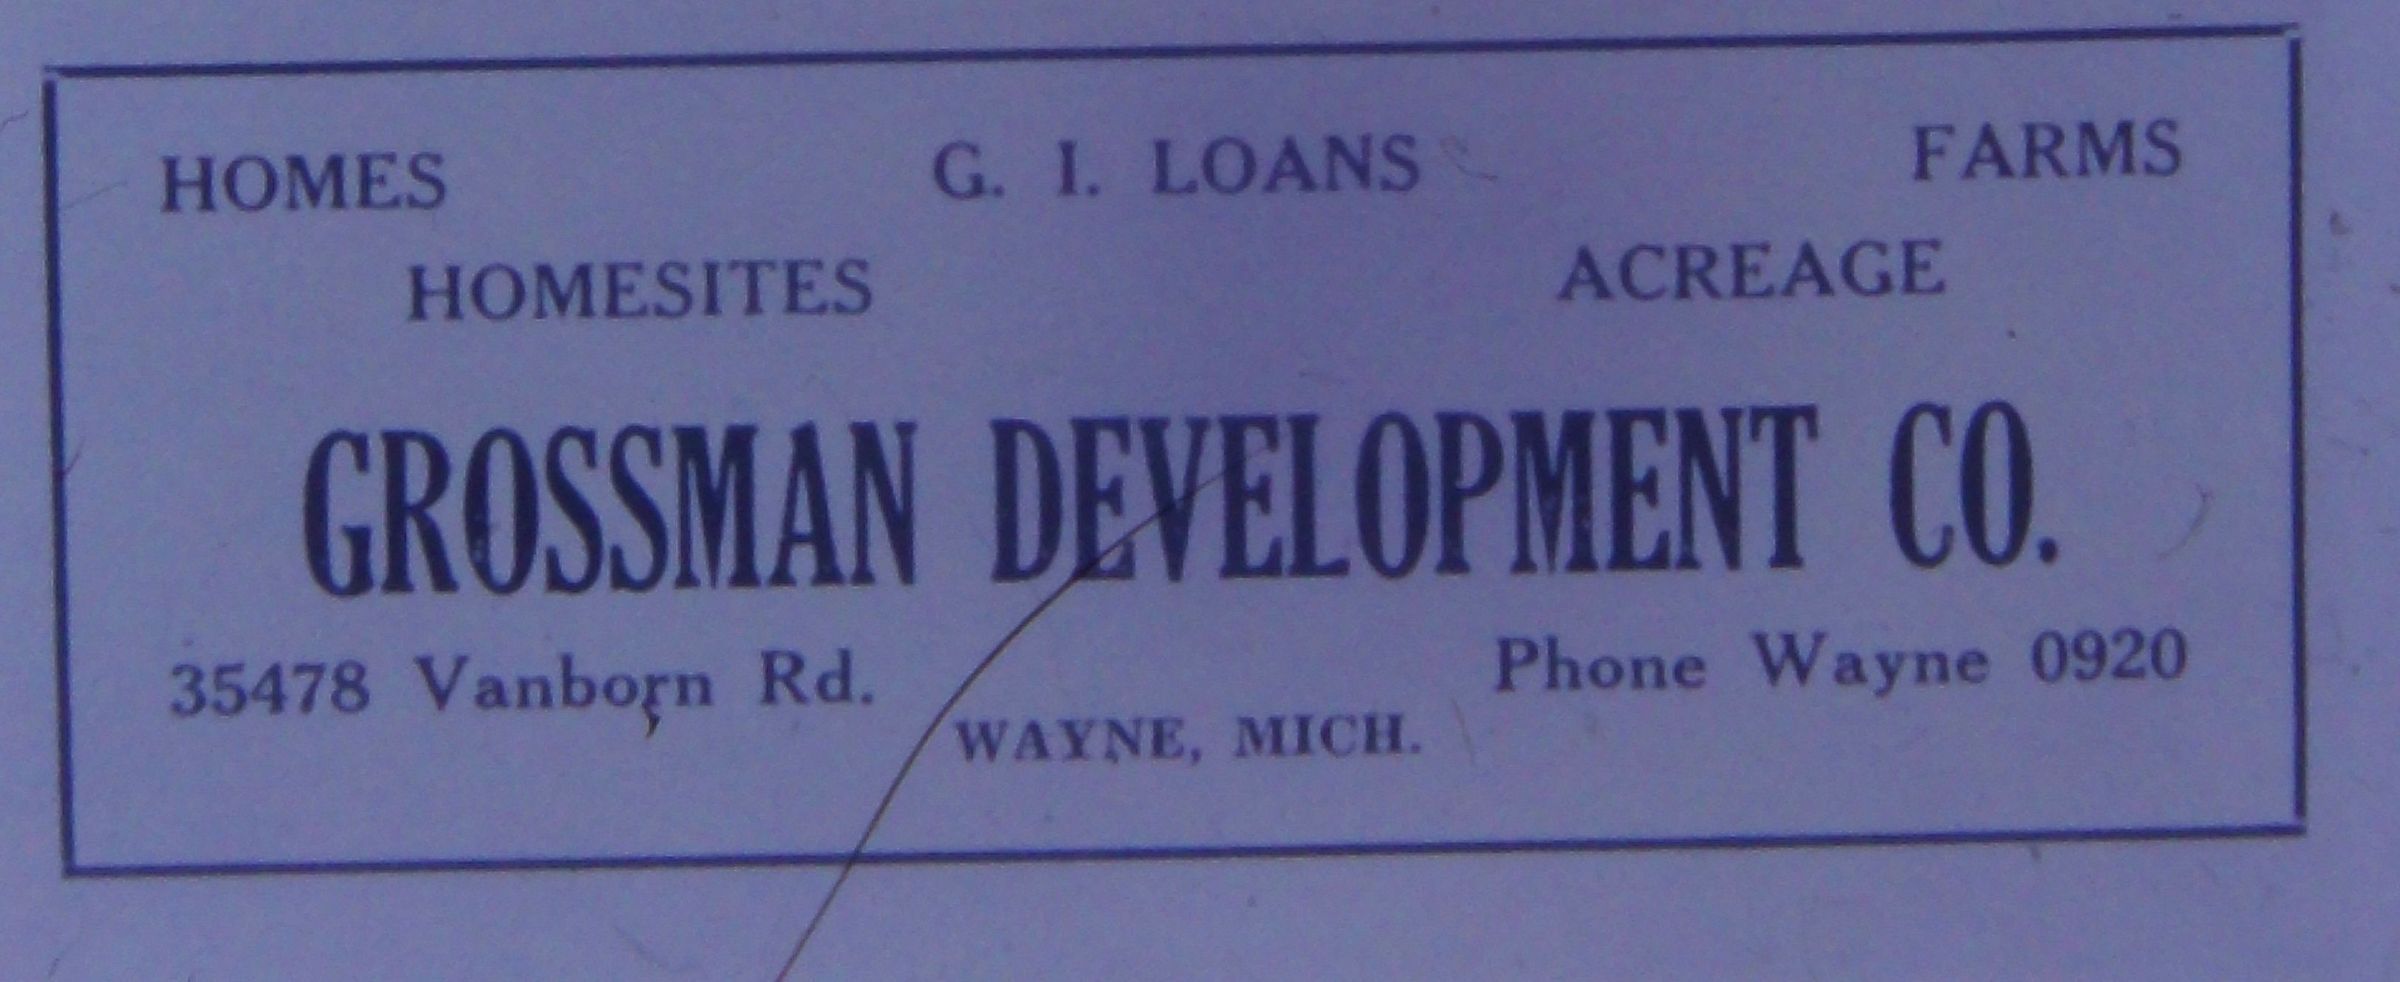 HOMES G. I. LOANS FARMS
HOMESITES ACREAGE
GROSSMAN DEVELOPMENT CO.
35478 Vanborn Rd. Phone Wayne 0920
WAYNE, MICH.